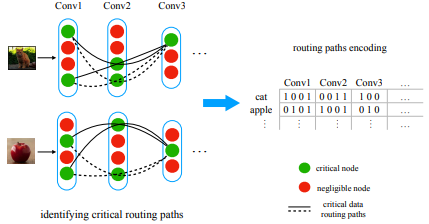 Conv1 Conv2 Conv3
...
...
identifying critical routing paths
routing paths encoding
Conv1 Conv2 Conv3 ...
cat 1 0 0 1 0 0 1 1 1 0 0 ...
apple 0 1 0 1 1 0 0 1 0 1 0 ...
⋮ ⋮ ⋮ ⋮
critical node
negligible node
critical data
routing paths